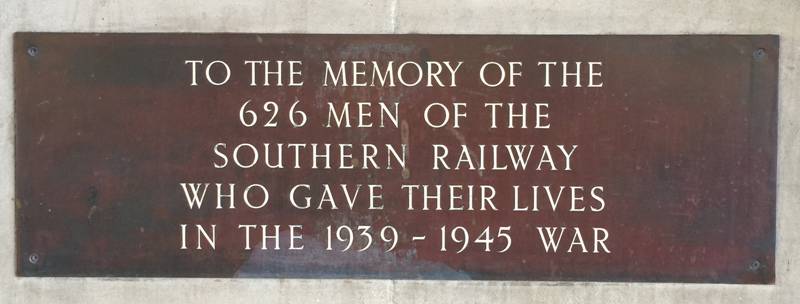 TO THE MEMORY OF THE
626 MEN OF THE
SOUTHERN RAILWAY
WHO GAVE THEIR LIVES
IN THE 1939-1945 WAR